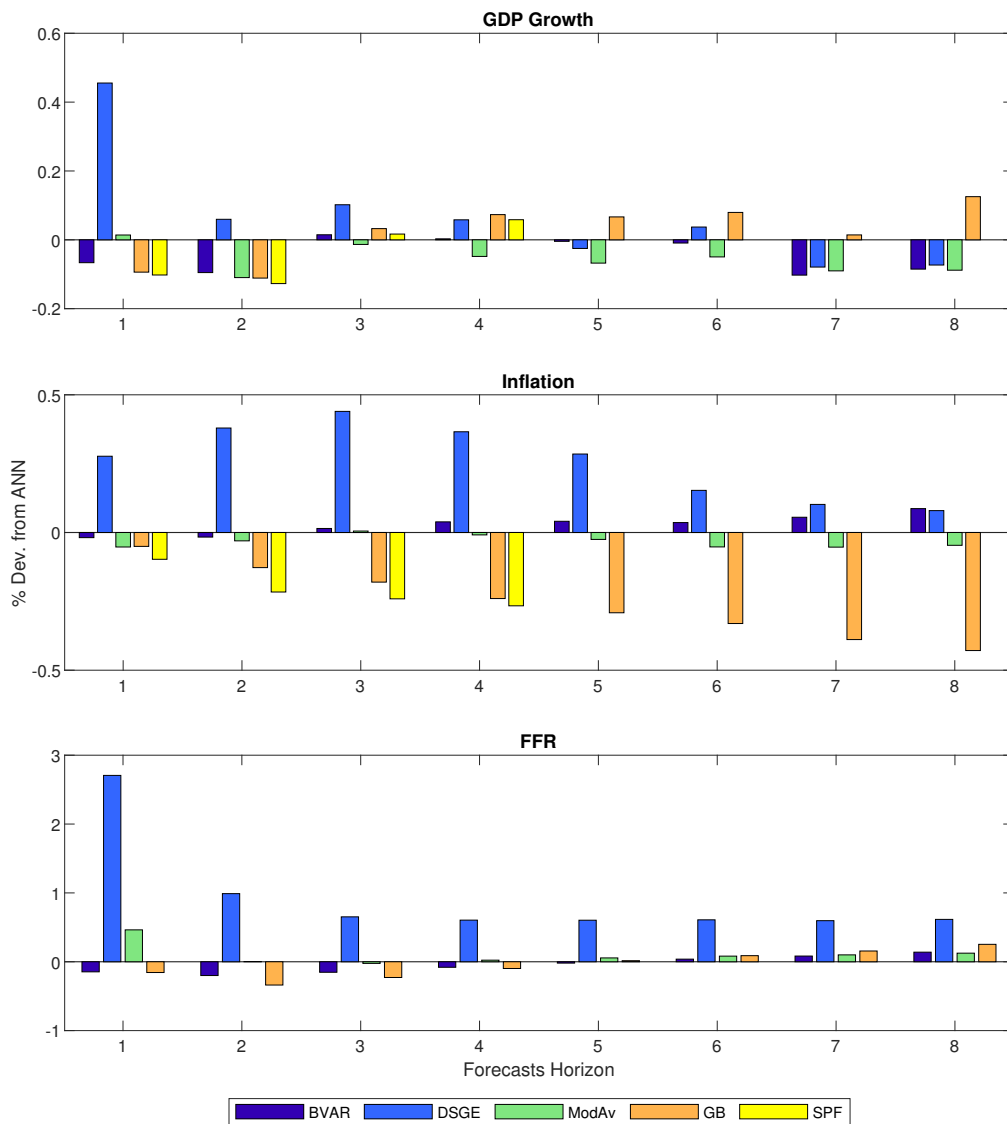 GDP Growth
0.6
0.4
0.2
0
-0.2
1 2 3 4 5 6 7 8
Inflation
0.5
0
-0.5
1 2 3 4 5 6 7 8
% Dev. from ANN
FFR
3
2
1
0
-1
1 2 3 4 5 6 7 8
Forecasts Horizon
BVAR DSGE ModAv GB SPF